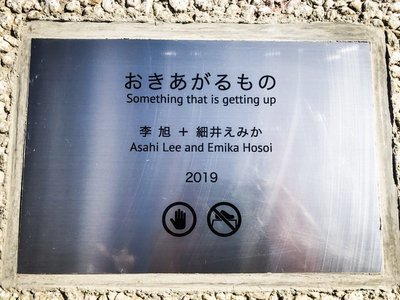 おきあがるもの
Something that is getting up
李 旭 + 細井えみか
Asahi Lee and Emika Hosoi
2019